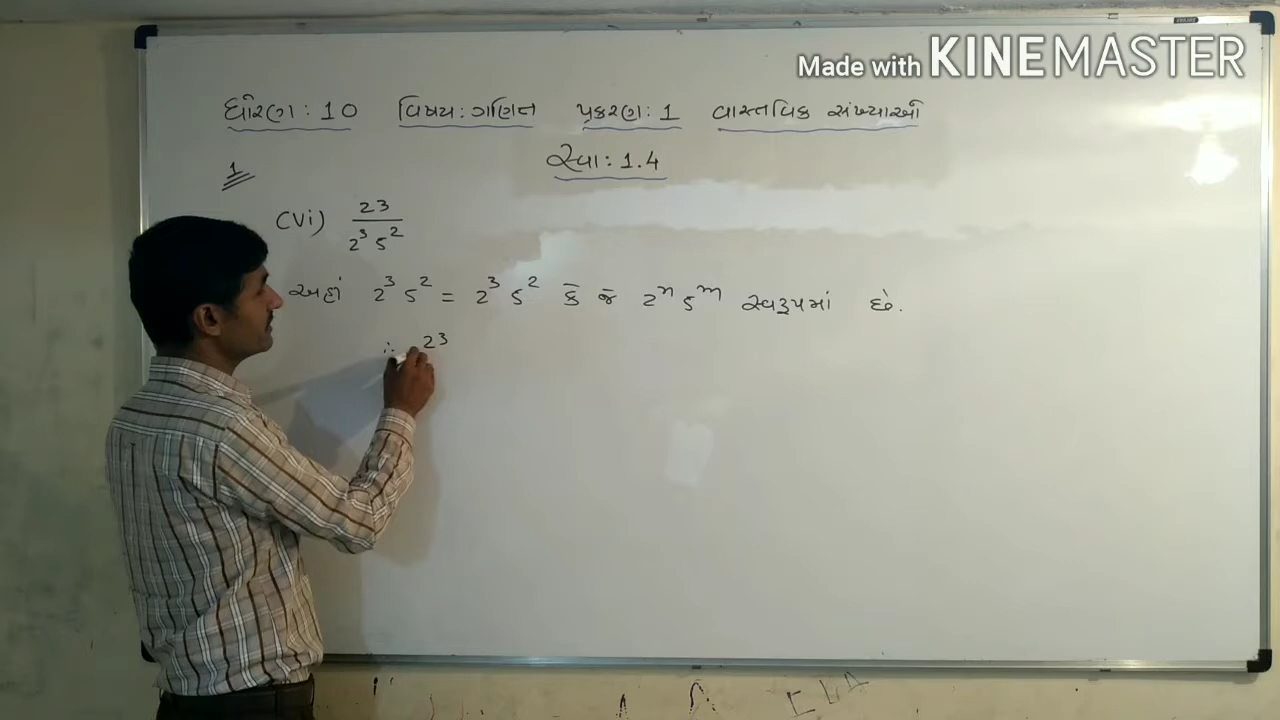 Made with KINEMASTER
ધોરણ : 10 વિષય : ગણિત પ્રકરણ : 1 વાસ્તવિક સંખ્યાઓ
1 સ્વા : 1.4
(vi) 23 / 2³ 5²
અહીં 2³ 5² = 2³ 5² કે જે 2ⁿ 5ᵐ સ્વરૂપમાં છે.
∴ 23